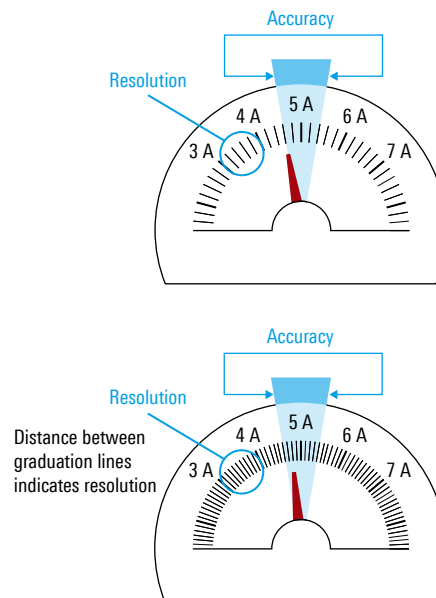 Accuracy
Resolution
3 A
4 A
5 A
6 A
7 A
Accuracy
Resolution
Distance between
graduation lines
indicates resolution
3 A
4 A
5 A
6 A
7 A